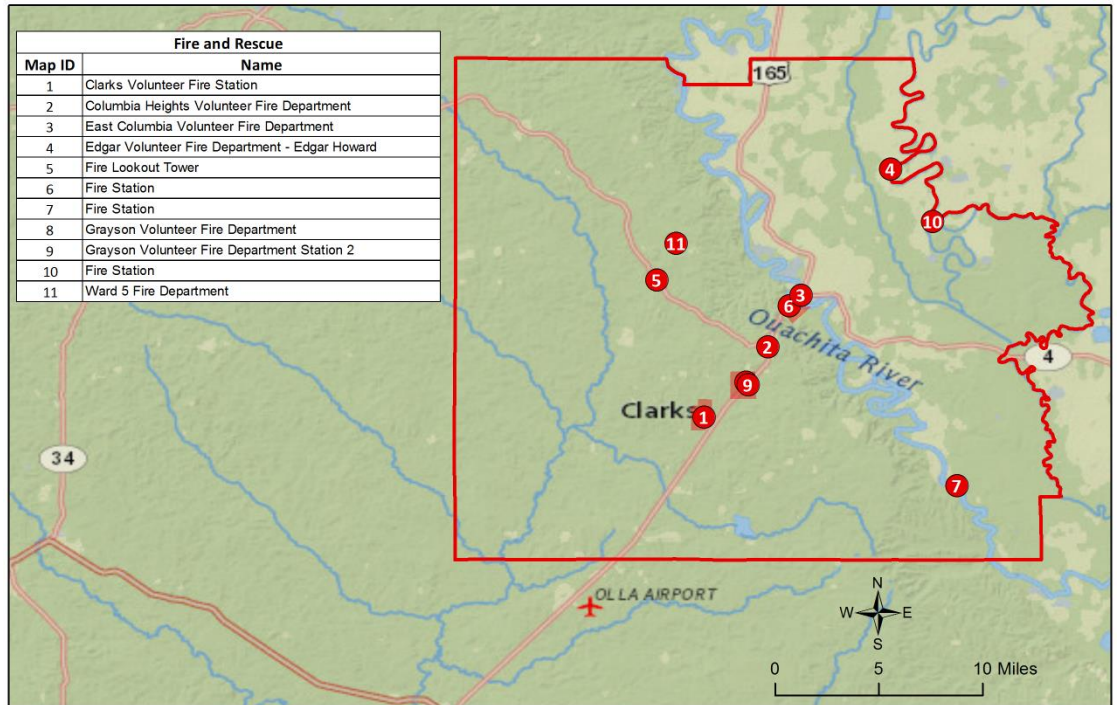 Fire and Rescue
Map ID Name
1 Clarks Volunteer Fire Station
2 Columbia Heights Volunteer Fire Department
3 East Columbia Volunteer Fire Department
4 Edgar Volunteer Fire Department - Edgar Howard
5 Fire Lookout Tower
6 Fire Station
7 Fire Station
8 Grayson Volunteer Fire Department
9 Grayson Volunteer Fire Department Station 2
10 Fire Station
11 Ward 5 Fire Department
165
4
10
11
5
3
6
Ouachita River
2
4
9
Clarks
1
34
7
OLLA AIRPORT
N
W E
S
0 5 10 Miles